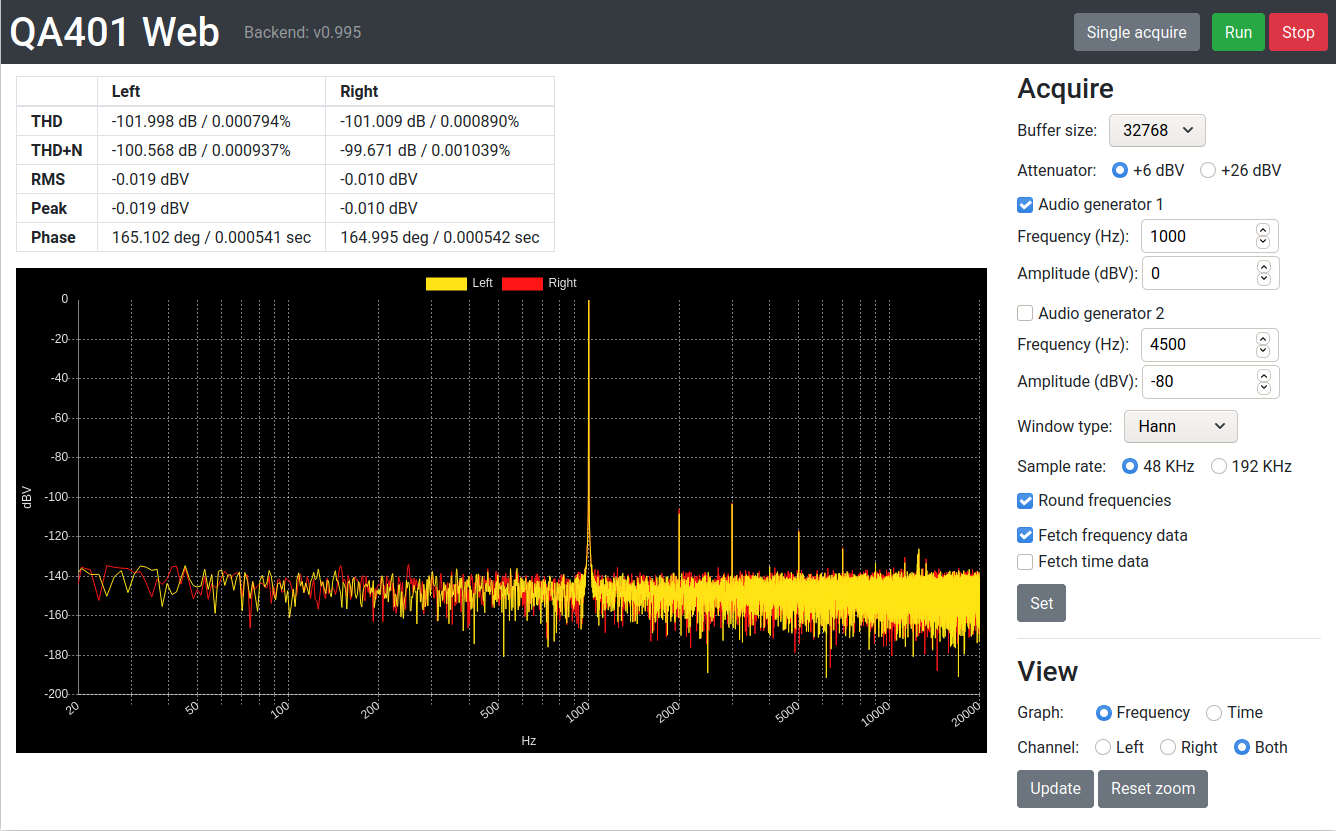 QA401 Web Backend: v0.995 Single acquire Run Stop
Left Right
THD -101.998 dB / 0.000794% -101.009 dB / 0.000890%
THD+N -100.568 dB / 0.000937% -99.671 dB / 0.001039%
RMS -0.019 dBV -0.010 dBV
Peak -0.019 dBV -0.010 dBV
Phase 165.102 deg / 0.000541 sec 164.995 deg / 0.000542 sec
Left Right
0
-20
-40
-60
-80
-100
-120
-140
-160
-180
-200
dBV
20 50 100 200 500 1000 2000 5000 10000 20000
Hz
Acquire
Buffer size: 32768
Attenuator: +6 dBV +26 dBV
Audio generator 1
Frequency (Hz): 1000
Amplitude (dBV): 0
Audio generator 2
Frequency (Hz): 4500
Amplitude (dBV): -80
Window type: Hann
Sample rate: 48 KHz 192 KHz
Round frequencies
Fetch frequency data
Fetch time data
Set
View
Graph: Frequency Time
Channel: Left Right Both
Update Reset zoom